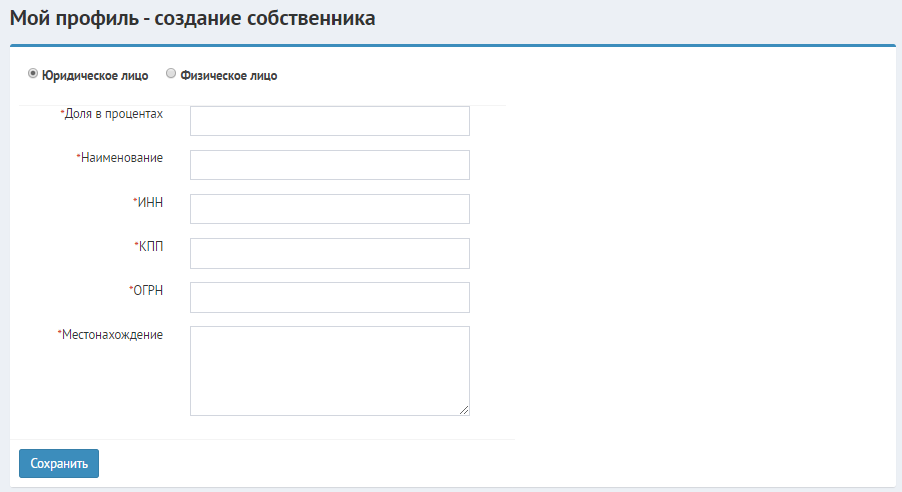 Мой профиль - создание собственника
Юридическое лицо Физическое лицо
*Доля в процентах
*Наименование
*ИНН
*КПП
*ОГРН
*Местонахождение
Сохранить